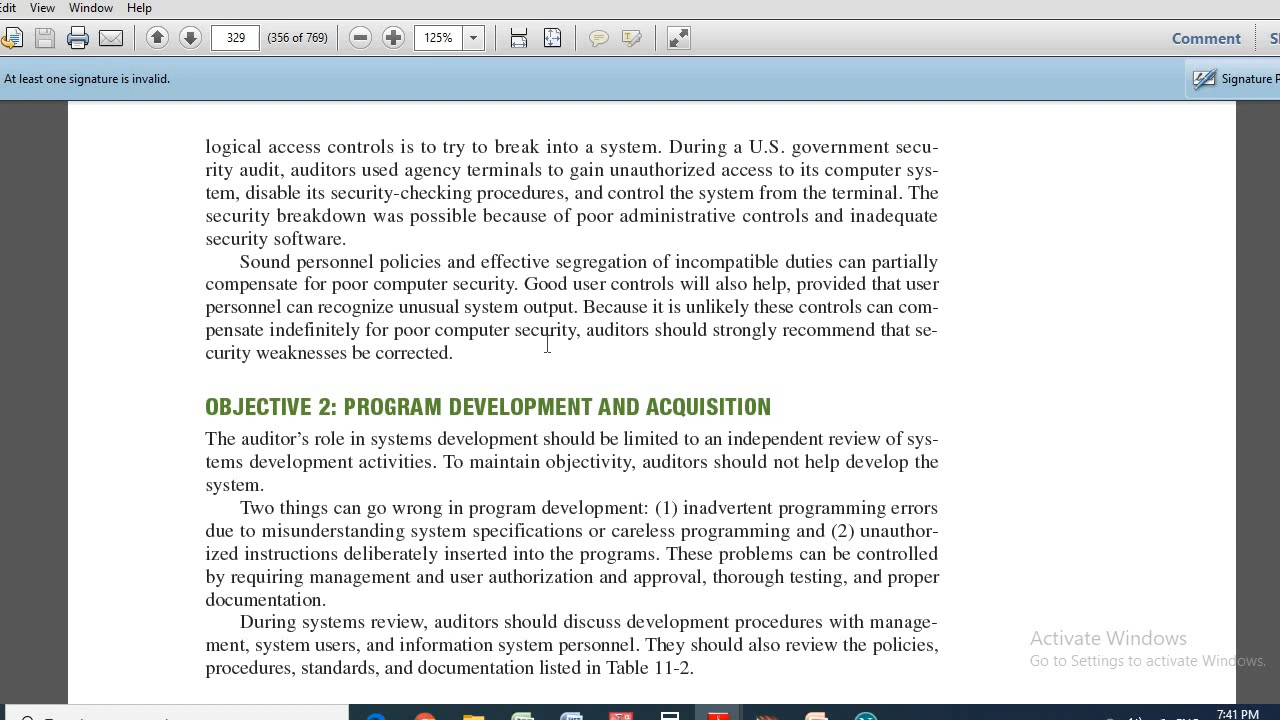 Edit View Window Help
329 (356 of 769) 125% Comment
At least one signature is invalid. Signature P
logical access controls is to try to break into a system. During a U.S. government secu-
rity audit, auditors used agency terminals to gain unauthorized access to its computer sys-
tem, disable its security-checking procedures, and control the system from the terminal. The
security breakdown was possible because of poor administrative controls and inadequate
security software.
Sound personnel policies and effective segregation of incompatible duties can partially
compensate for poor computer security. Good user controls will also help, provided that user
personnel can recognize unusual system output. Because it is unlikely these controls can com-
pensate indefinitely for poor computer security, auditors should strongly recommend that se-
curity weaknesses be corrected.
OBJECTIVE 2: PROGRAM DEVELOPMENT AND ACQUISITION
The auditor's role in systems development should be limited to an independent review of sys-
tems development activities. To maintain objectivity, auditors should not help develop the
system.
Two things can go wrong in program development: (1) inadvertent programming errors
due to misunderstanding system specifications or careless programming and (2) unauthor-
ized instructions deliberately inserted into the programs. These problems can be controlled
by requiring management and user authorization and approval, thorough testing, and proper
documentation.
During systems review, auditors should discuss development procedures with manage-
ment, system users, and information system personnel. They should also review the policies,
procedures, standards, and documentation listed in Table 11-2.
Activate Windows
Go to Settings to activate Windows.
7:41 PM